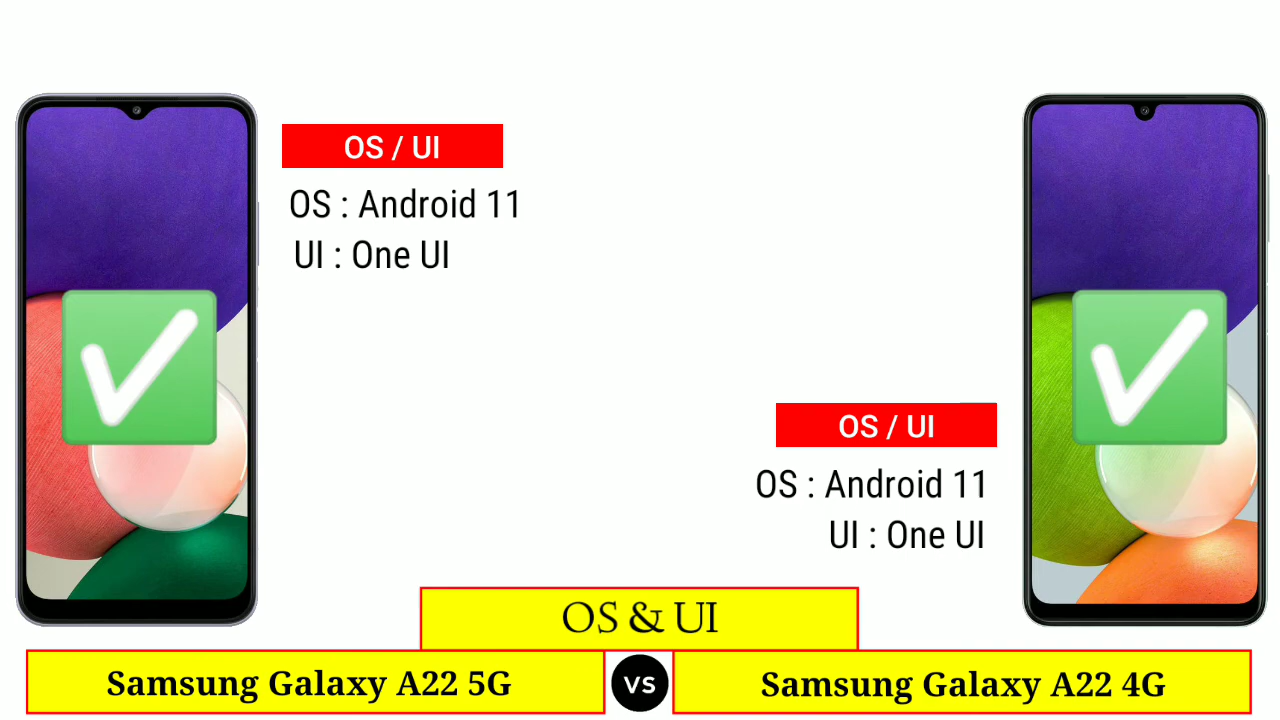 OS / UI
OS : Android 11
UI : One UI
OS / UI
OS : Android 11
UI : One UI
OS & UI
Samsung Galaxy A22 5G
VS
Samsung Galaxy A22 4G